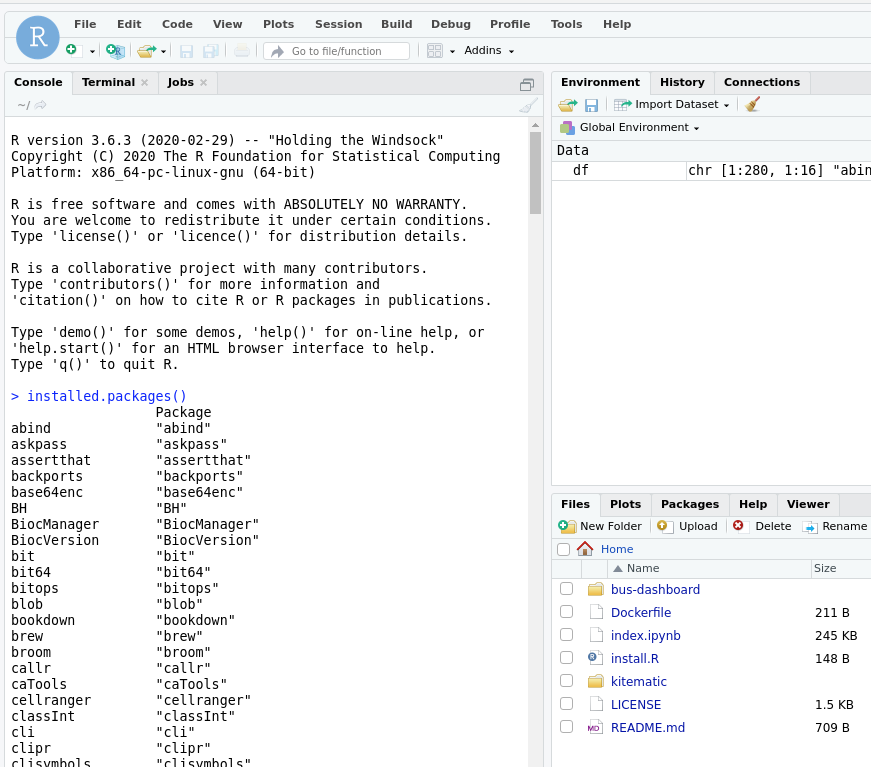 R
File Edit Code View Plots Session Build Debug Profile Tools Help
Go to file/function
Addins
Console
Terminal
Jobs
~/
R version 3.6.3 (2020-02-29) -- "Holding the Windsock"
Copyright (C) 2020 The R Foundation for Statistical Computing
Platform: x86_64-pc-linux-gnu (64-bit)
R is free software and comes with ABSOLUTELY NO WARRANTY.
You are welcome to redistribute it under certain conditions.
Type 'license()' or 'licence()' for distribution details.
R is a collaborative project with many contributors.
Type 'contributors()' for more information and
'citation()' on how to cite R or R packages in publications.
Type 'demo()' for some demos, 'help()' for on-line help, or
'help.start()' for an HTML browser interface to help.
Type 'q()' to quit R.
> installed.packages()
Package
abind "abind"
askpass "askpass"
assertthat "assertthat"
backports "backports"
base64enc "base64enc"
BH "BH"
BiocManager "BiocManager"
BiocVersion "BiocVersion"
bit "bit"
bit64 "bit64"
bitops "bitops"
blob "blob"
bookdown "bookdown"
brew "brew"
broom "broom"
callr "callr"
caTools "caTools"
cellranger "cellranger"
classInt "classInt"
cli "cli"
clipr "clipr"
clisymbols "clisymbols"
Environment History Connections
Import Dataset
Global Environment
Data
df chr [1:280, 1:16] "abin
Files Plots Packages Help Viewer
New Folder Upload Delete Rename
Home
Name Size
bus-dashboard
Dockerfile 211 B
index.ipynb 245 KB
install.R 148 B
kitematic
LICENSE 1.5 KB
README.md 709 B